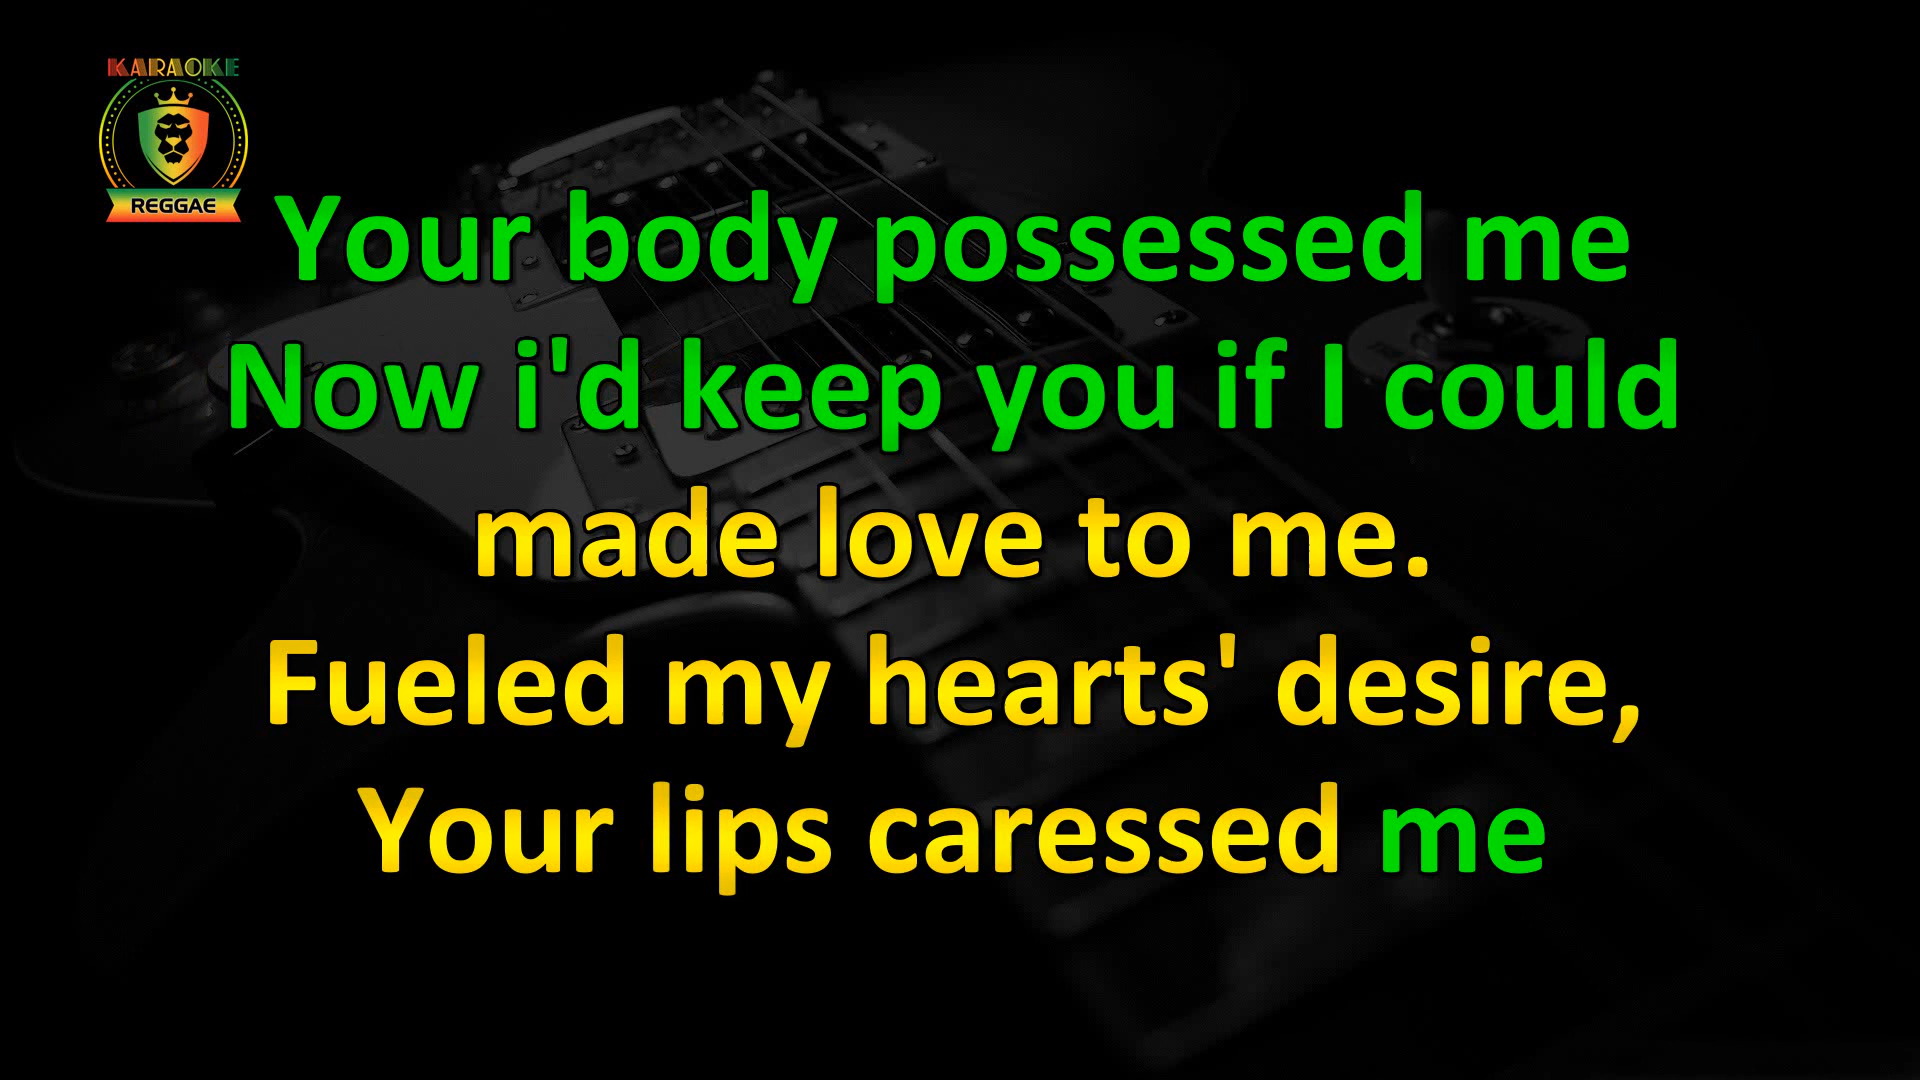 KARAOKE
REGGAE
Your body possessed me
Now i'd keep you if I could
made love to me.
Fueled my hearts' desire,
Your lips caressed me